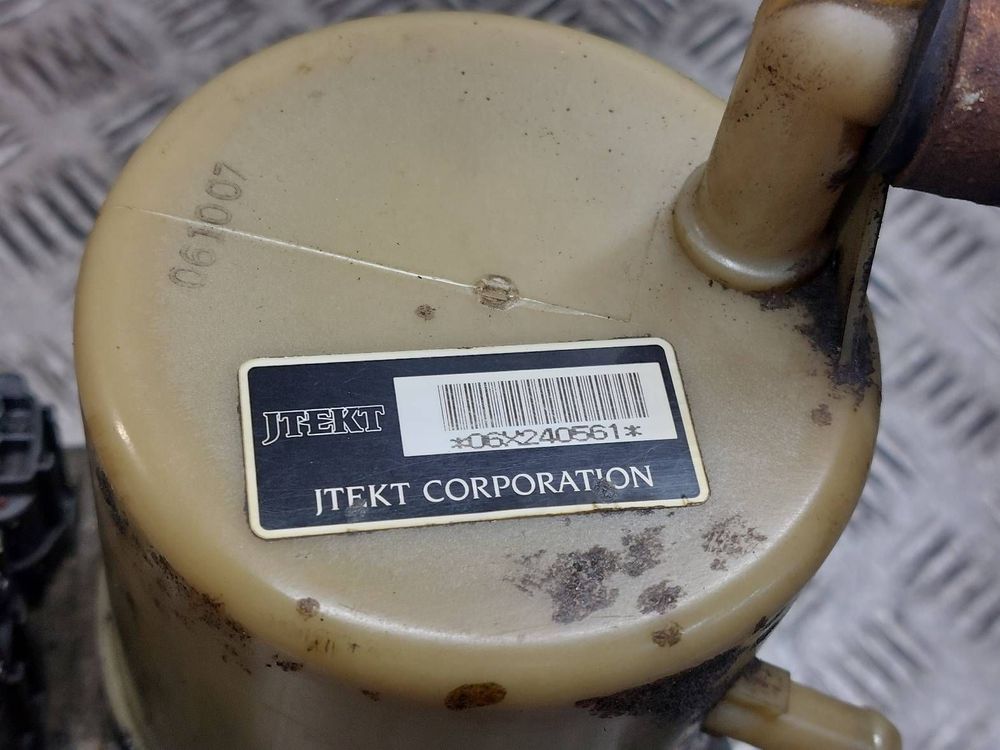 061007
JTEKT
*06X240561*
JTEKT CORPORATION